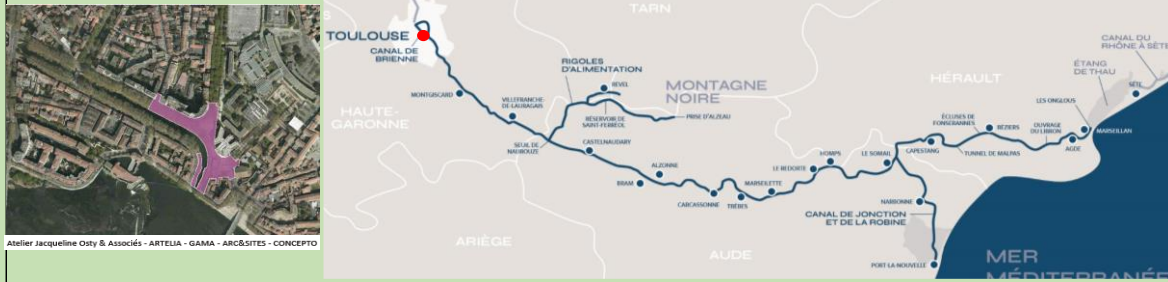 Atelier Jacqueline Osty & Associés - ARTELIA - GAMA - ARC&SITES - CONCEPTO
TARN
TOULOUSE
CANAL DE
BRIENNE
CANAL DU
RHÔNE À SÈTE
RIGOLES
D'ALIMENTATION
ÉTANG
DE THAU
REVEL
MONTAGNE
NOIRE
HÉRAULT
SÈTE
MONTGISCARD
VILLEFRANCHE-
DE-LAURAGAIS
RÉSERVOIR DE
SAINT-FERRÉOL
PRISE D'ALZEAU
LES ONGLOUS
HAUTE-
GARONNE
ÉCLUSES DE
FONSERANNES
BÉZIERS
OUVRAGE
DU LIBRON
MARSEILLAN
SEUIL DE
NAUROUZE
CASTELNAUDARY
CAPESTANG
TUNNEL DE MALPAS
AGDE
ALZONNE
HOMPS
LE SOMAIL
LE REDORTE
BRAM
MARSEILLETTE
CARCASSONNE
TRÈBES
NARBONNE
CANAL DE JONCTION
ET DE LA ROBINE
ARIÈGE
AUDE
PORT-LA-NOUVELLE
MER
MÉDITERRANÉE